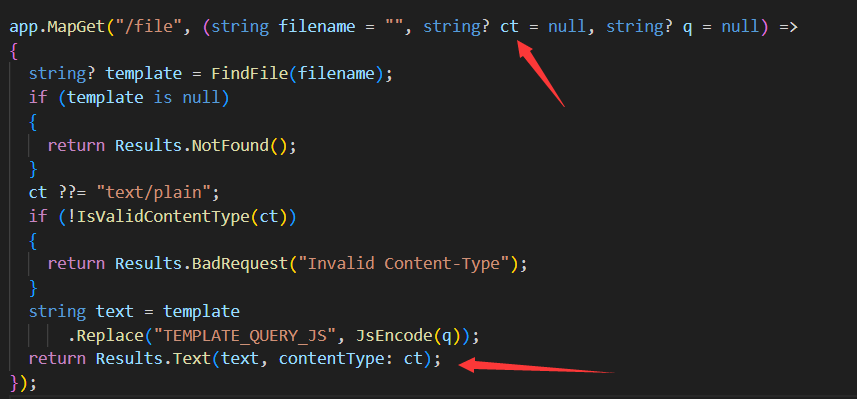 app.MapGet("/file", (string filename = "", string? ct = null, string? q = null) =>
{
string? template = FindFile(filename);
if (template is null)
{
return Results.NotFound();
}
ct ??= "text/plain";
if (!IsValidContentType(ct))
{
return Results.BadRequest("Invalid Content-Type");
}
string text = template
.Replace("TEMPLATE_QUERY_JS", JsEncode(q));
return Results.Text(text, contentType: ct);
});